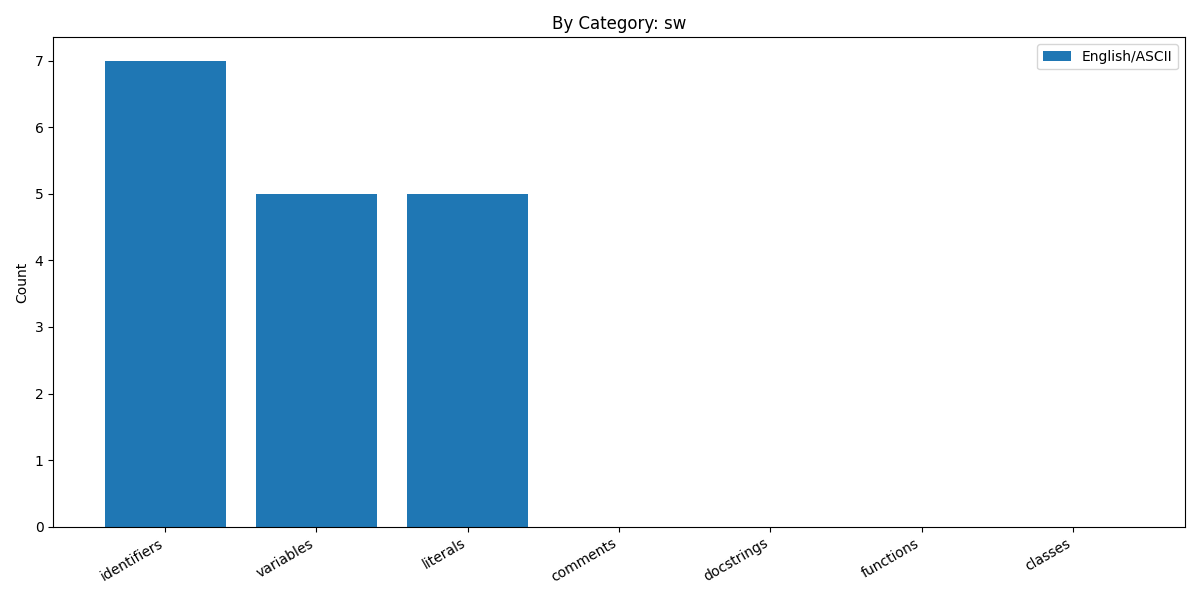 By Category: sw
English/ASCII
Count
7
6
5
4
3
2
1
0
identifiers
variables
literals
comments
docstrings
functions
classes